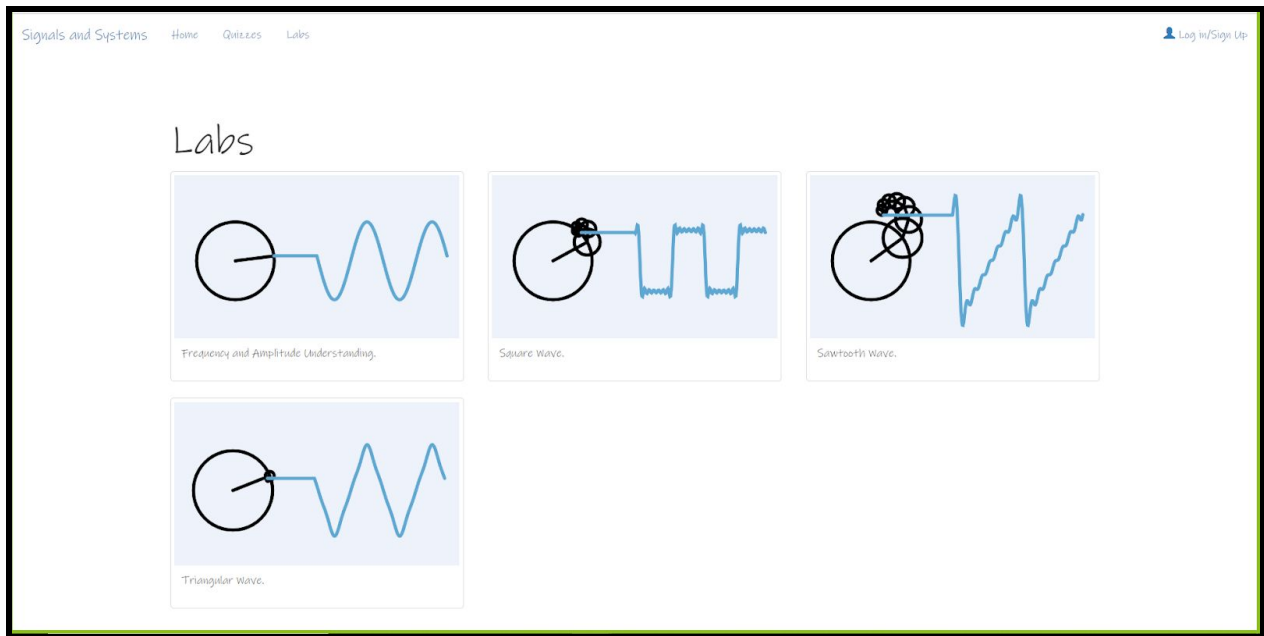 Signals and Systems Home Quizzes Labs Log in/Sign Up
Labs
Frequency and Amplitude Understanding.
Square Wave.
Sawtooth Wave.
Triangular Wave.